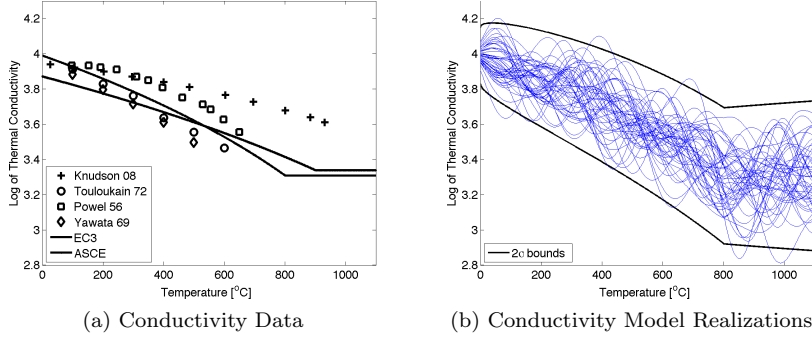 4.2
4
3.8
3.6
3.4
3.2
3
2.8
Log of Thermal Conductivity
Knudson 08
Touloukain 72
Powel 56
Yawata 69
EC3
ASCE
0 200 400 600 800 1000
Temperature [°C]
(a) Conductivity Data
4.2
4
3.8
3.6
3.4
3.2
3
2.8
Log of Thermal Conductivity
2σ bounds
0 200 400 600 800 1000
Temperature [°C]
(b) Conductivity Model Realizations